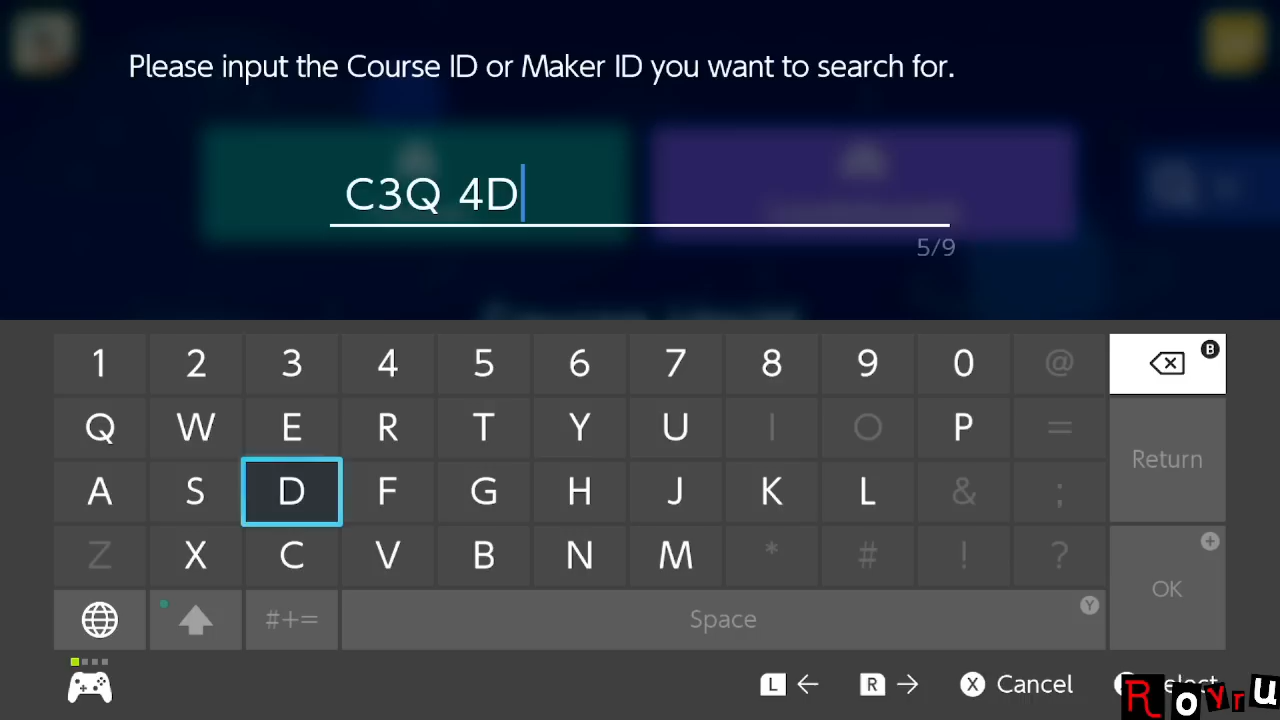 Please input the Course ID or Maker ID you want to search for.
C3Q 4D
5/9
1 2 3 4 5 6 7 8 9 0 @ B
Q W E R T Y U I O P =
Return
A S D F G H J K L & ;
Z X C V B N M * # ! ?
OK
#+= Space Y
L ← R → X Cancel
Royru